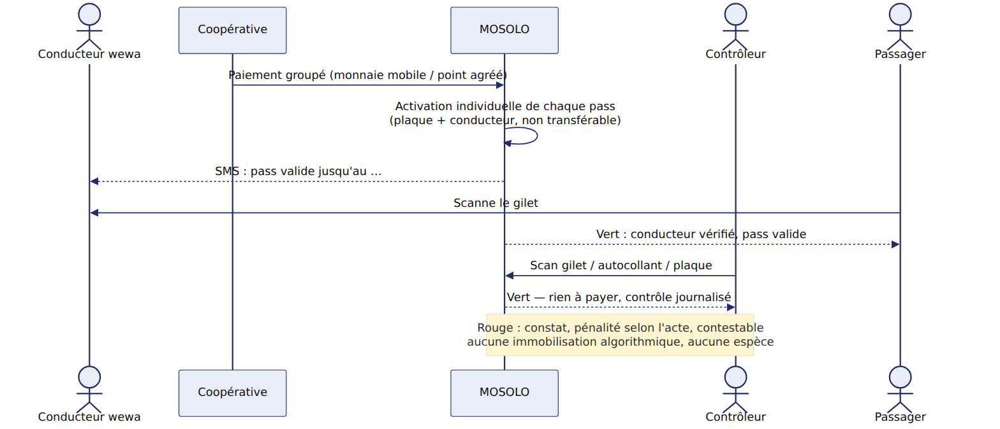 Conducteur wewa
Coopérative
MOSOLO
Contrôleur
Passager
Paiement groupé (monnaie mobile / point agréé)
Activation individuelle de chaque pass
(plaque + conducteur, non transférable)
SMS : pass valide jusqu'au ...
Scanne le gilet
Vert : conducteur vérifié, pass valide
Scan gilet / autocollant / plaque
Vert — rien à payer, contrôle journalisé
Rouge : constat, pénalité selon l'acte, contestable
aucune immobilisation algorithmique, aucune espèce
Conducteur wewa
Coopérative
MOSOLO
Contrôleur
Passager